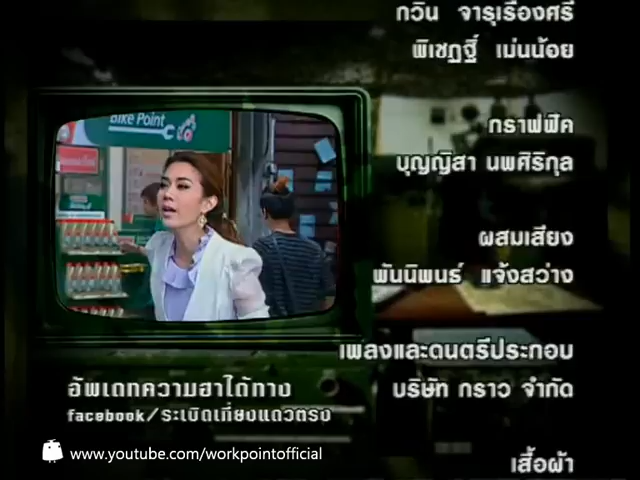 กวิน จารุเรืองศรี
พิเชฎฐิ์ เม่นน้อย
กราฟฟิค
บุญญิสา นพศิริกุล
ผสมเสียง
พันนิพนธ์ แจ้งสว่าง
เพลงและดนตรีประกอบ
บริษัท กราว จำกัด
เสื้อผ้า
Bike Point
อัพเดทความฮาได้ทาง
facebook/ระเบิดเที่ยงแถวตรง
www.youtube.com/workpointofficial